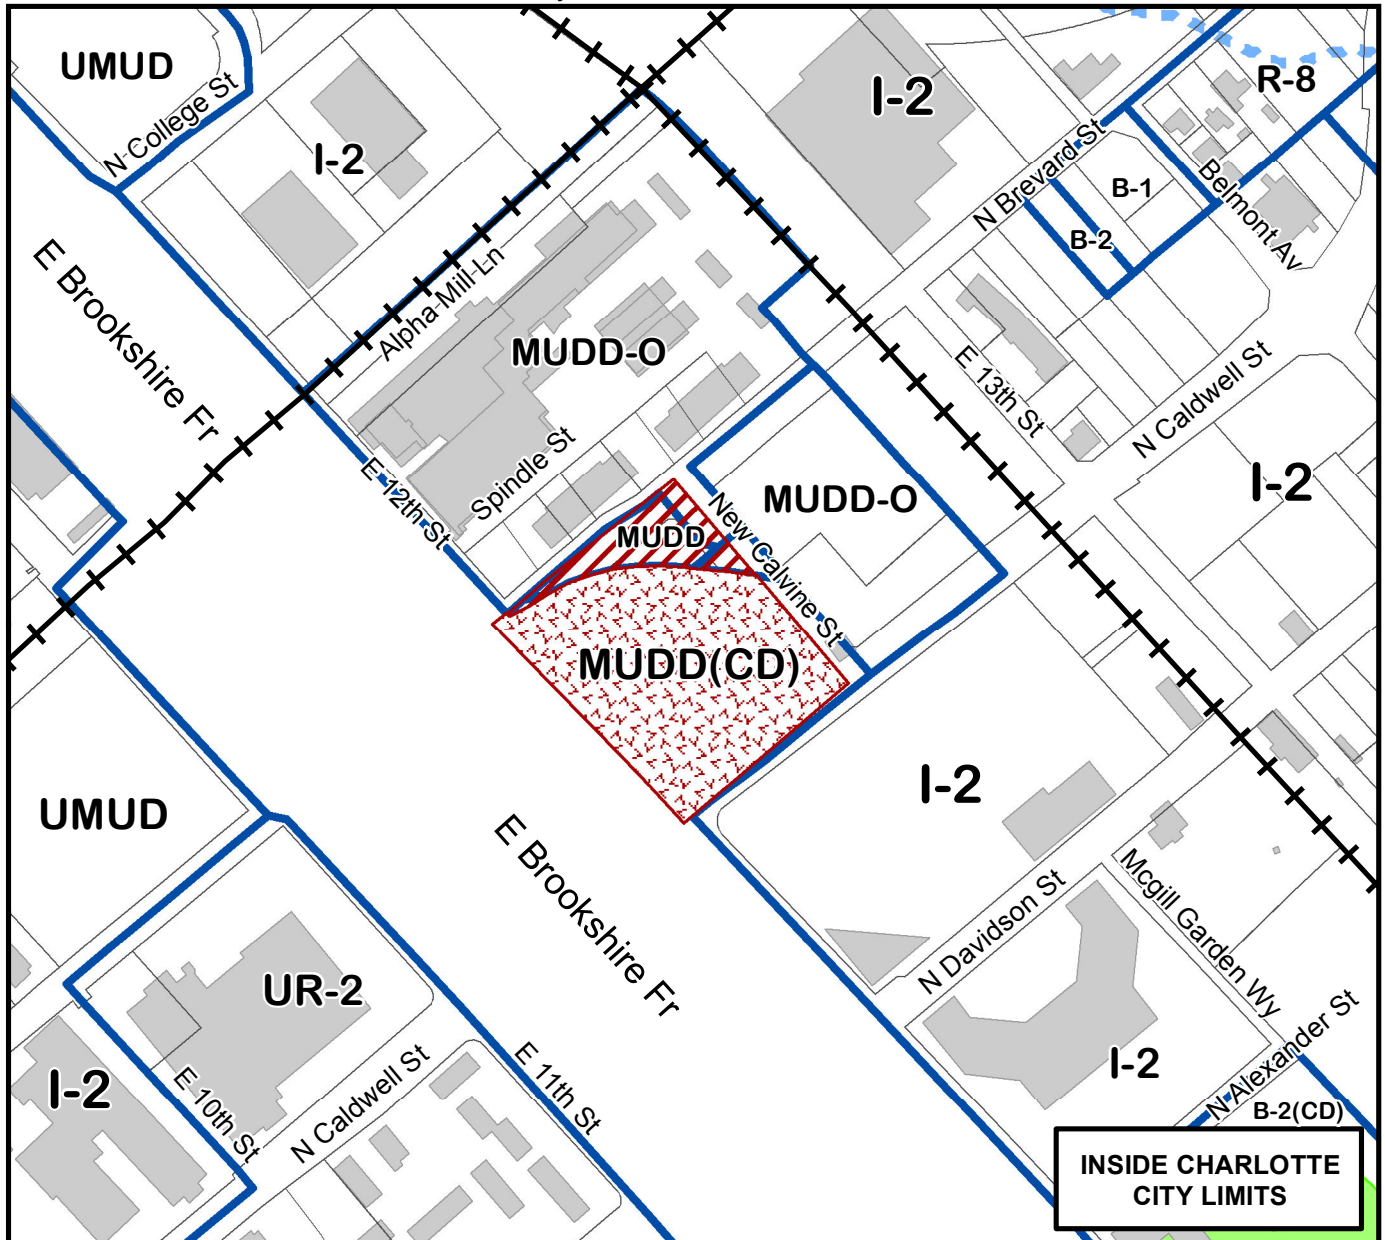 UMUD
N College St
I-2
I-2
R-8
N Brevard St
B-1
Belmont Av
B-2
E Brookshire Fr
Alpha Mill Ln
MUDD-O
E 13th St
N Caldwell St
Spindle St
E 12th St
MUDD-O
I-2
New Calvine St
MUDD
MUDD(CD)
I-2
UMUD
E Brookshire Fr
N Davidson St
Mcgill Garden Wy
UR-2
I-2
E 10th St
N Caldwell St
E 11th St
I-2
N Alexander St
B-2(CD)
INSIDE CHARLOTTE
CITY LIMITS